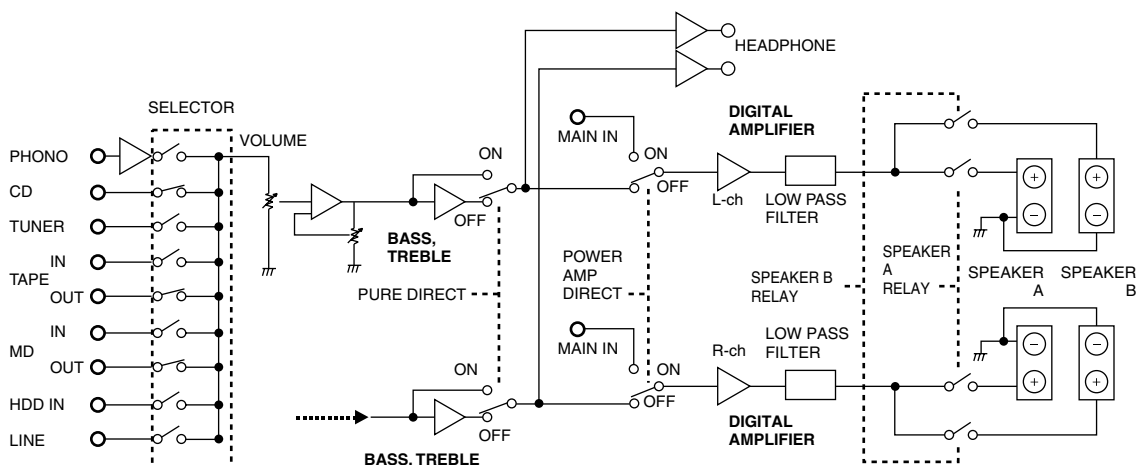 HEADPHONE
SELECTOR
VOLUME
PHONO
CD
TUNER
TAPE
IN
OUT
MD
IN
OUT
HDD IN
LINE
BASS,
TREBLE
ON
OFF
PURE DIRECT
MAIN IN
ON
OFF
POWER
AMP
DIRECT
DIGITAL
AMPLIFIER
L-ch
LOW PASS
FILTER
SPEAKER B
RELAY
SPEAKER
A
RELAY
+
−
+
−
SPEAKER
A
SPEAKER
B
ON
OFF
BASS, TREBLE
MAIN IN
ON
OFF
R-ch
LOW PASS
FILTER
DIGITAL
AMPLIFIER
−
+
−
+